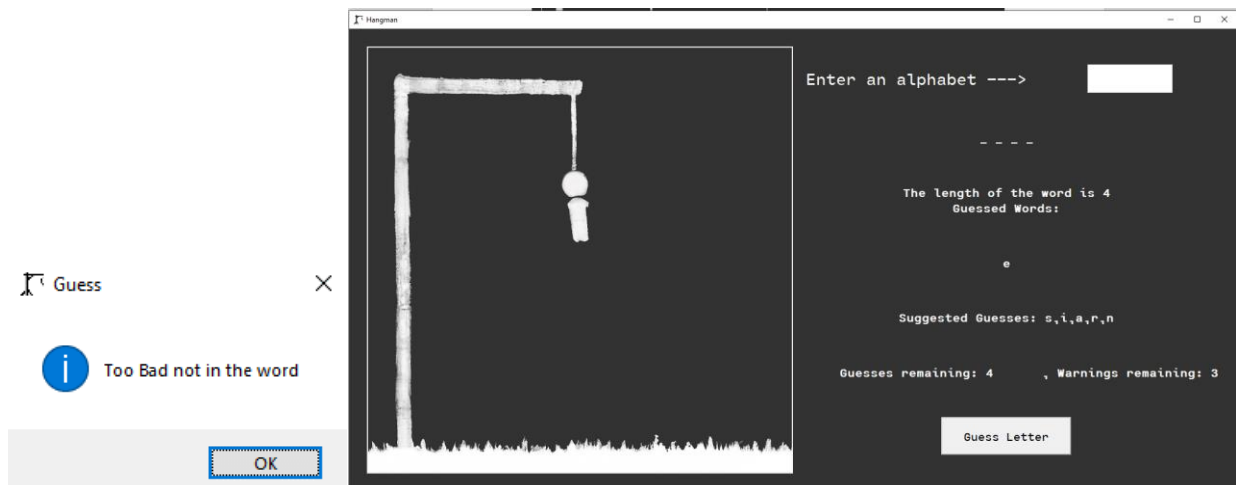 Guess
Too Bad not in the word
OK
Hangman
Enter an alphabet --->
_ _ _ _
The length of the word is 4
Guessed Words:
e
Suggested Guesses: s,i,a,r,n
Guesses remaining: 4 , Warnings remaining: 3
Guess Letter